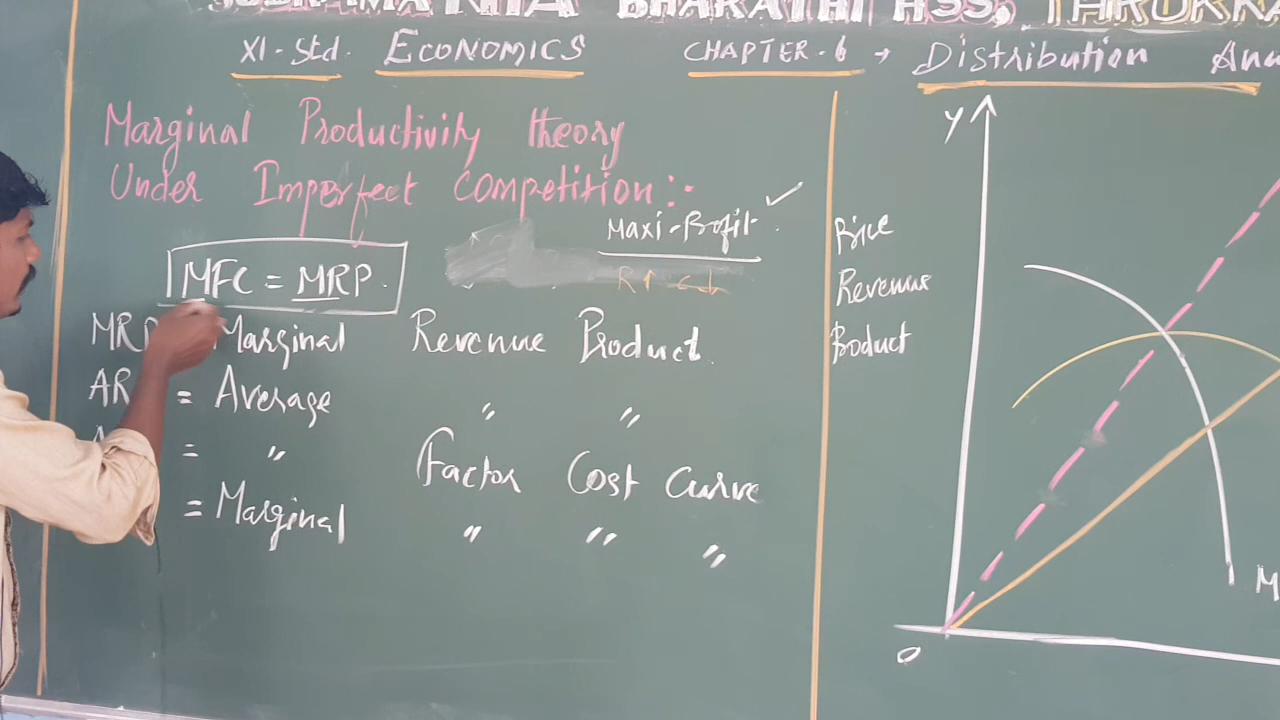 BHARATHI HSS,
XI-Std. ECONOMICS CHAPTER-6 → Distribution
Marginal Productivity theory
Under Imperfect Competition:-
Maxi-Profit ✓
MFC = MRP.
Marginal Revenue Product.
AR = Average " "
= " Factor Cost Curve
= Marginal " " "
Price
Revenue
Product
Y
O